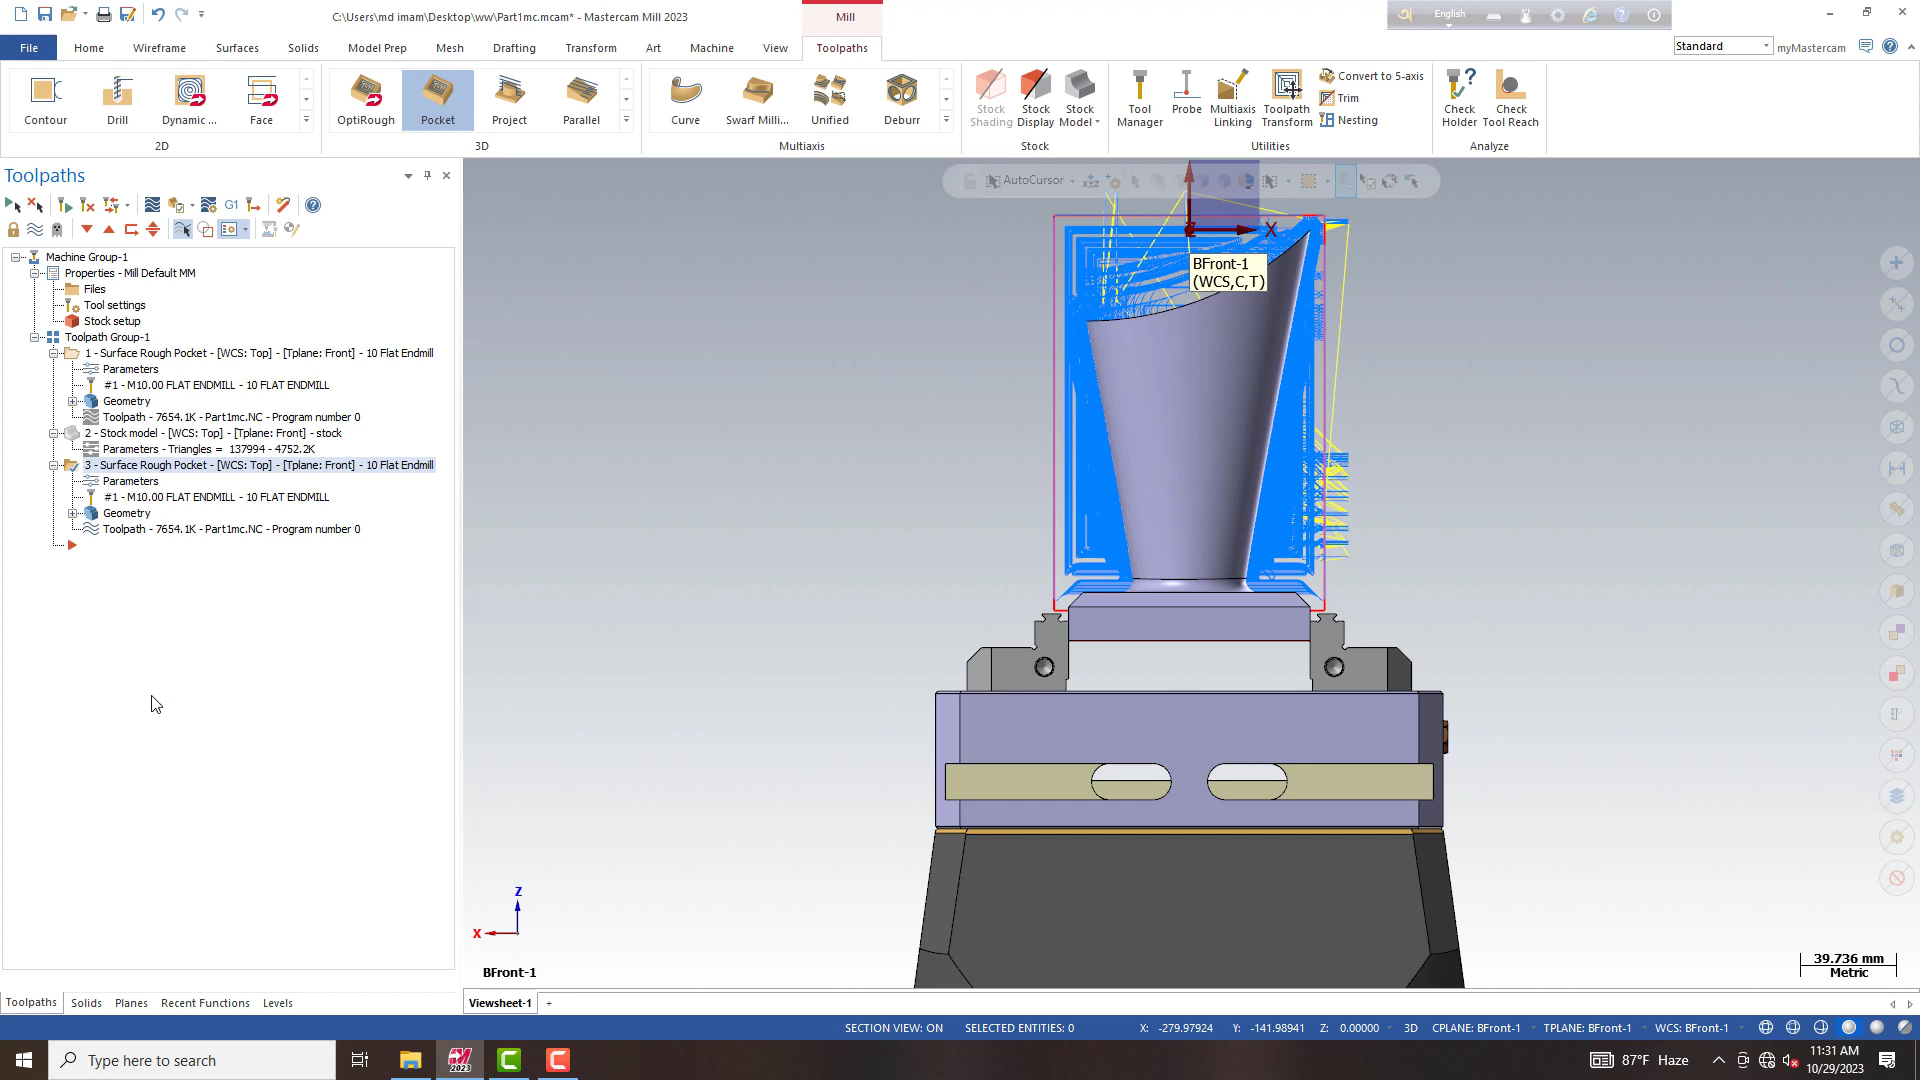 C:\Users\md imam\Desktop\ww\Part1mc.mcam* - Mastercam Mill 2023
Mill
English
File
Home
Wireframe
Surfaces
Solids
Model Prep
Mesh
Drafting
Transform
Art
Machine
View
Toolpaths
Standard
myMastercam
Contour
Drill
Dynamic ...
Face
2D
OptiRough
Pocket
Project
Parallel
3D
Curve
Swarf Milli...
Unified
Deburr
Multiaxis
Stock Shading
Stock Display
Stock Model
Stock
Tool Manager
Probe
Multiaxis Linking
Toolpath Transform
Convert to 5-axis
Trim
Nesting
Utilities
Check Holder
Check Tool Reach
Analyze
Toolpaths
G1
AutoCursor
Machine Group-1
Properties - Mill Default MM
Files
Tool settings
Stock setup
Toolpath Group-1
1 - Surface Rough Pocket - [WCS: Top] - [Tplane: Front] - 10 Flat Endmill
Parameters
#1 - M10.00 FLAT ENDMILL - 10 FLAT ENDMILL
Geometry
Toolpath - 7654.1K - Part1mc.NC - Program number 0
2 - Stock model - [WCS: Top] - [Tplane: Front] - stock
Parameters - Triangles = 137994 - 4752.2K
3 - Surface Rough Pocket - [WCS: Top] - [Tplane: Front] - 10 Flat Endmill
Parameters
#1 - M10.00 FLAT ENDMILL - 10 FLAT ENDMILL
Geometry
Toolpath - 7654.1K - Part1mc.NC - Program number 0
Z
X
BFront-1
(WCS,C,T)
Z
X
BFront-1
39.736 mm
Metric
Toolpaths
Solids
Planes
Recent Functions
Levels
Viewsheet-1
+
SECTION VIEW: ON
SELECTED ENTITIES: 0
X: -279.97924
Y: -141.98941
Z: 0.00000
3D
CPLANE: BFront-1
TPLANE: BFront-1
WCS: BFront-1
Type here to search
2023
87°F Haze
11:31 AM
10/29/2023